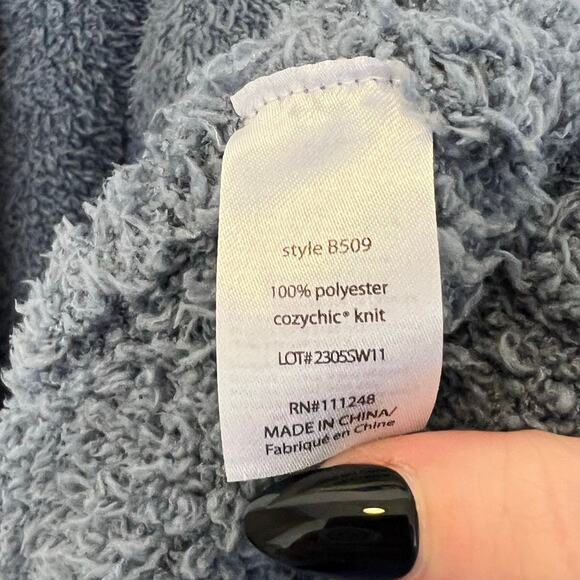 style B509
100% polyester
cozychic® knit
LOT#2305SW11
RN#111248
MADE IN CHINA/
Fabriqué en Chine